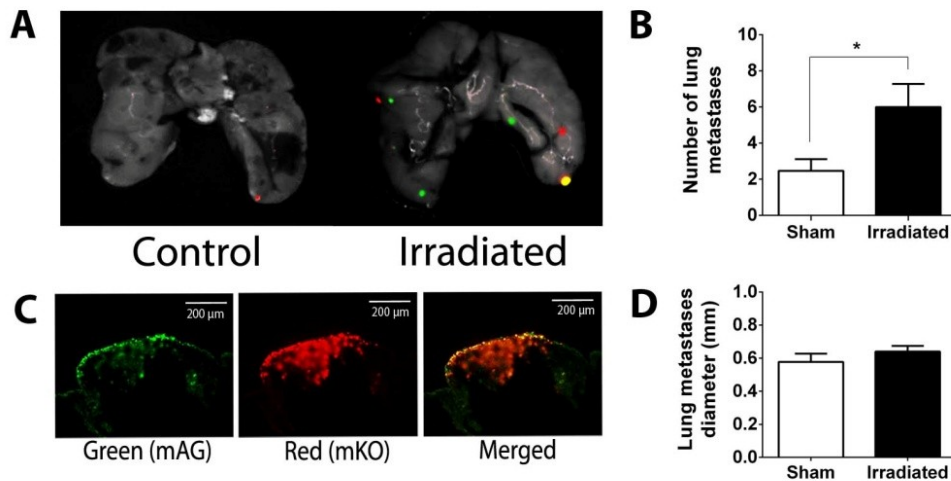 A
Control
Irradiated
B
Number of lung
metastases
10
8
6
4
2
0
*
Sham
Irradiated
C
200 µm
200 µm
200 µm
Green (mAG)
Red (mKO)
Merged
D
Lung metastases
diameter (mm)
1.0
0.8
0.6
0.4
0.2
0.0
Sham
Irradiated